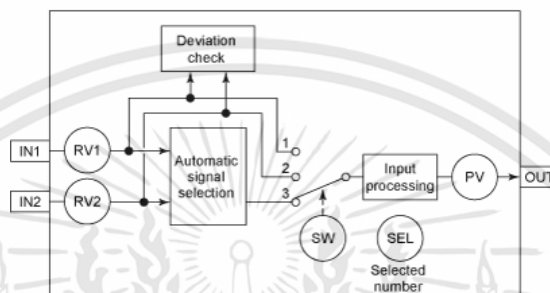 Deviation
check
IN1
RV1
IN2
RV2
Automatic
signal
selection
1
2
3
Input
processing
PV
OUT
SW
SEL
Selected
number